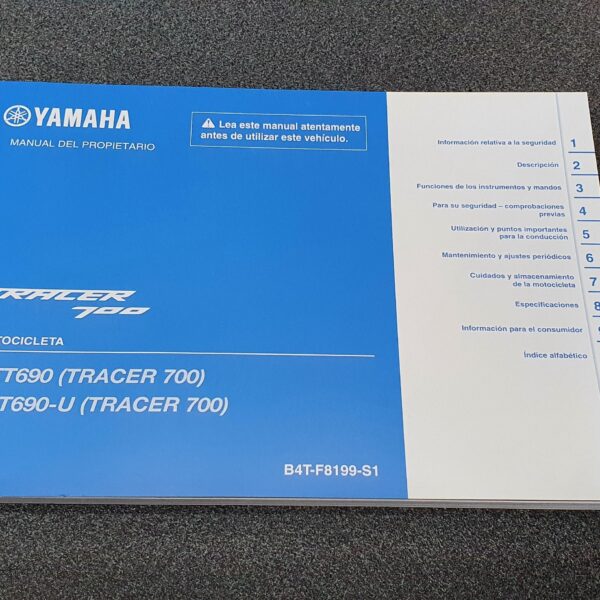 YAMAHA
MANUAL DEL PROPIETARIO
Lea este manual atentamente
antes de utilizar este vehículo.
TRACER
700
TOCICLETA
TT690 (TRACER 700)
T690-U (TRACER 700)
B4T-F8199-S1
Información relativa a la seguridad 1
Descripción 2
Funciones de los instrumentos y mandos 3
Para su seguridad – comprobaciones
previas 4
Utilización y puntos importantes
para la conducción 5
Mantenimiento y ajustes periódicos 6
Cuidados y almacenamiento
de la motocicleta 7
Especificaciones 8
Información para el consumidor
Índice alfabético